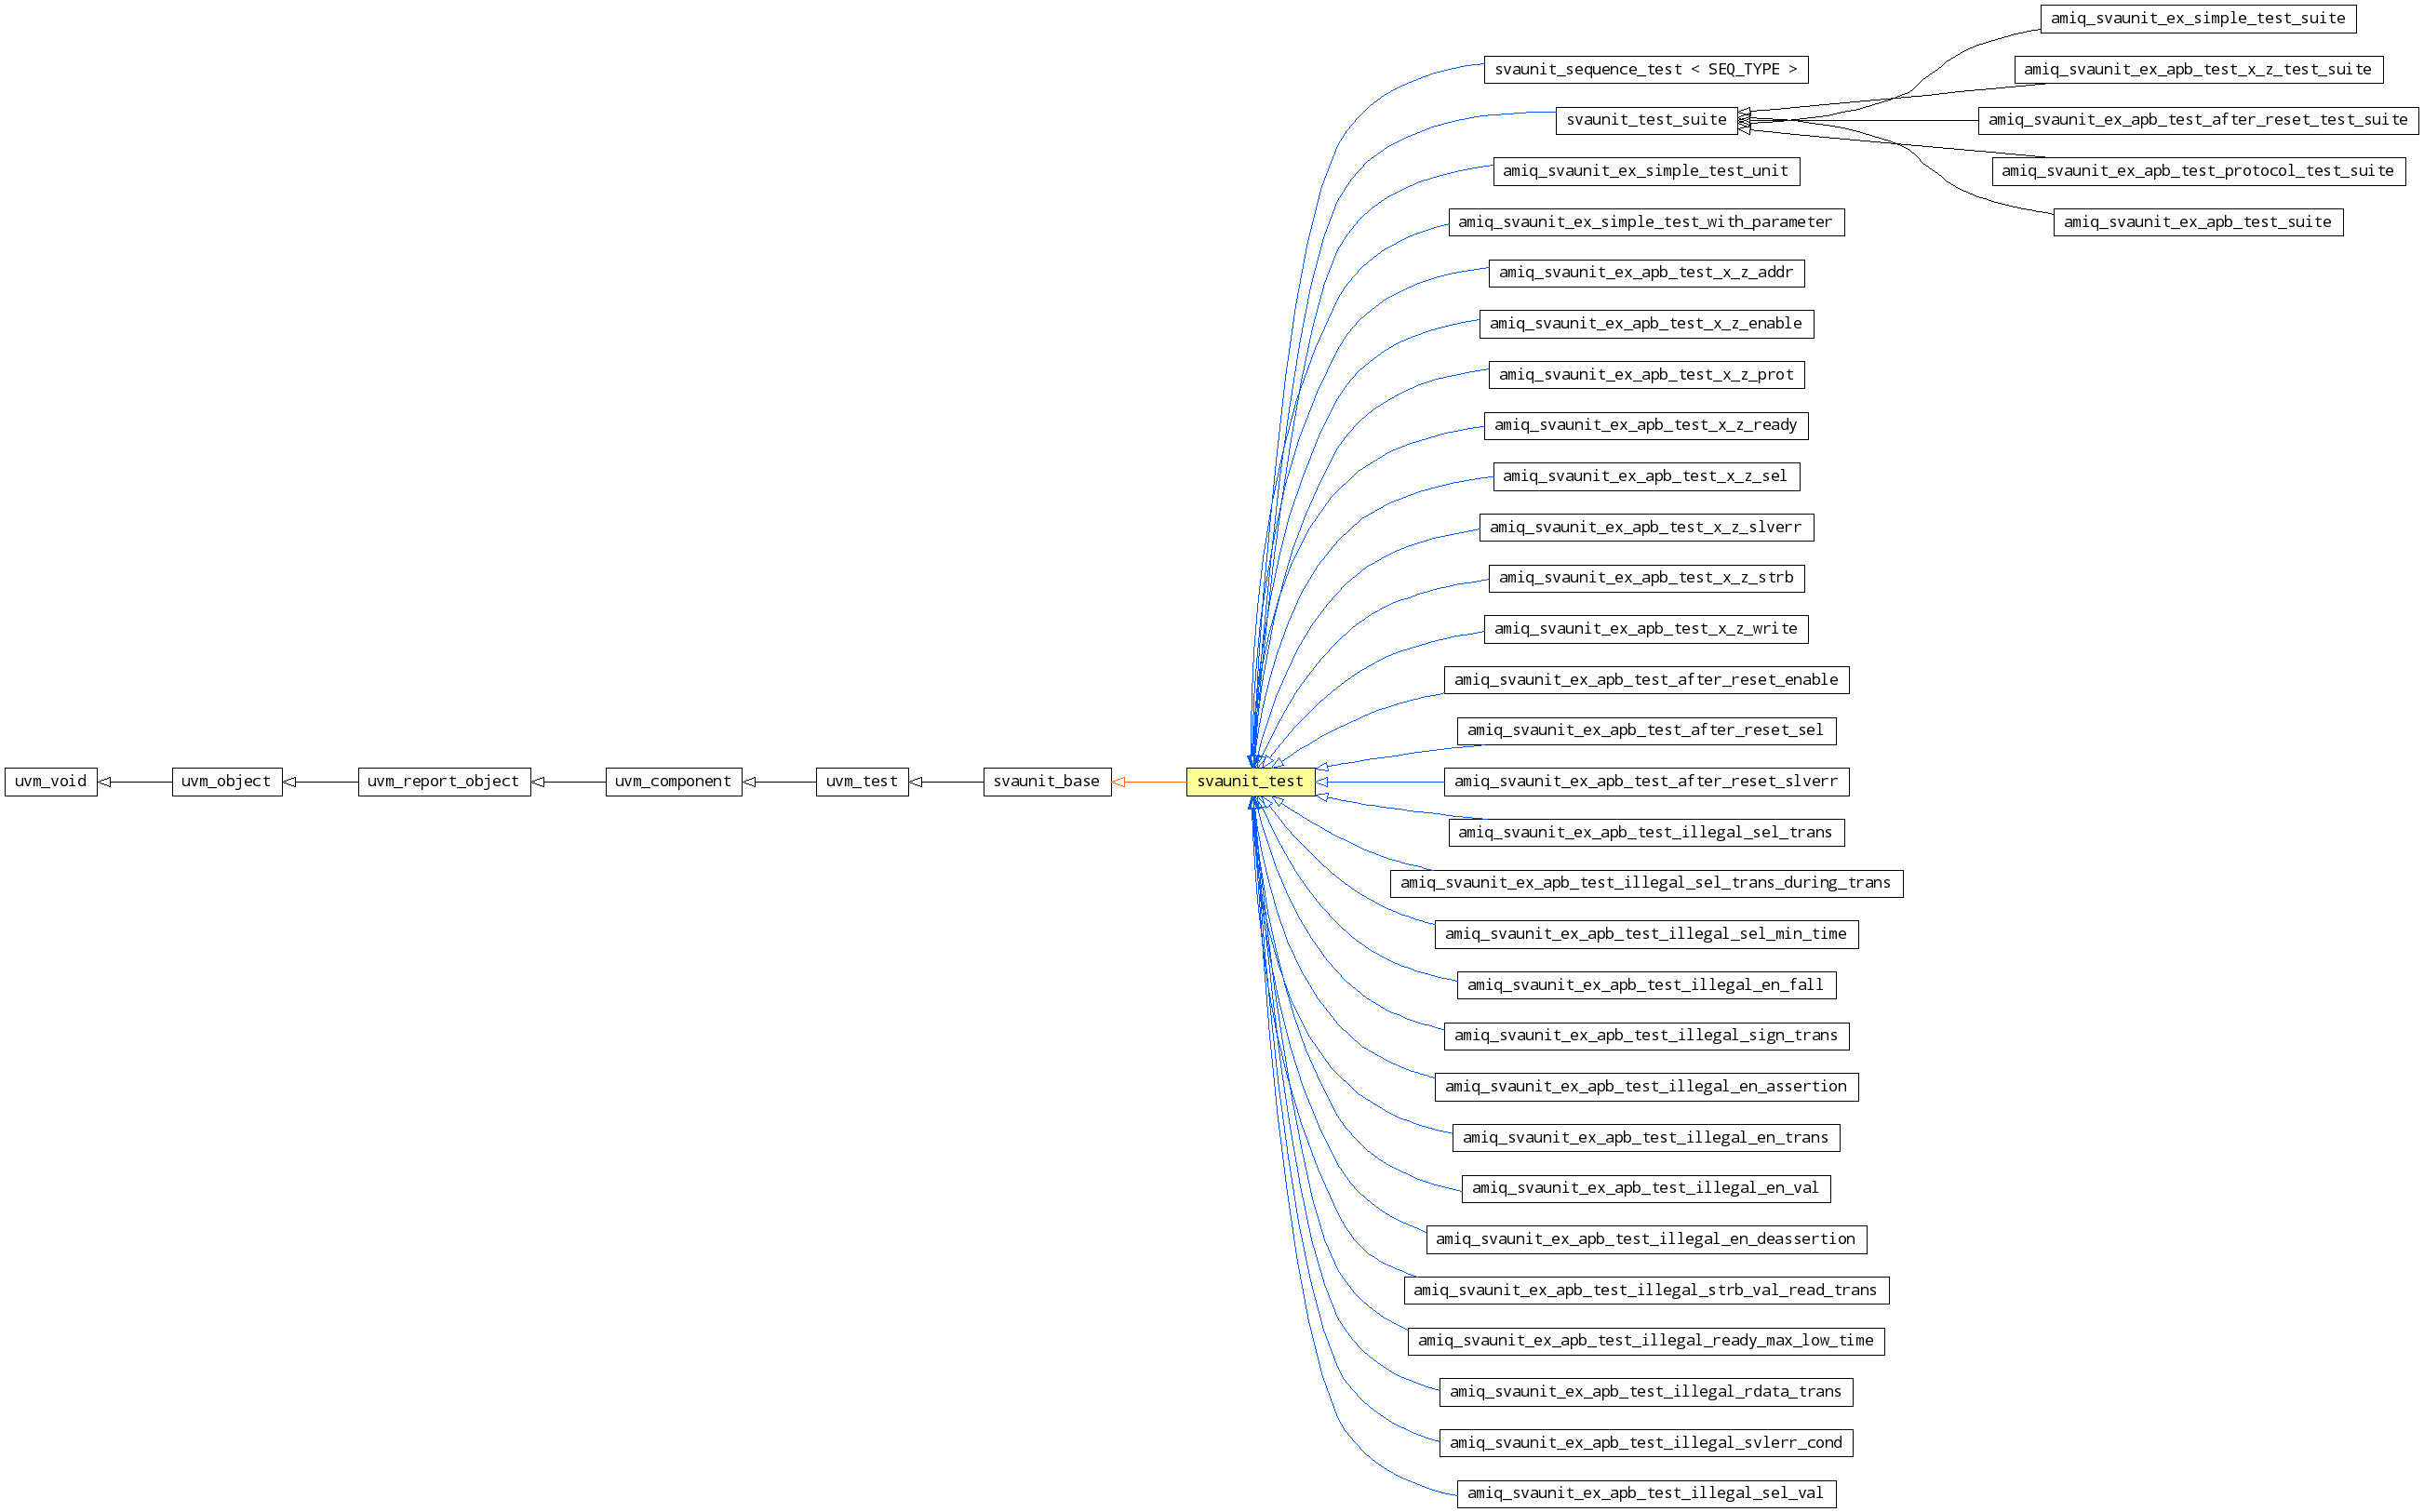 amiq_svaunit_ex_simple_test_suite
svaunit_sequence_test < SEQ_TYPE >
amiq_svaunit_ex_apb_test_x_z_test_suite
svaunit_test_suite
amiq_svaunit_ex_apb_test_after_reset_test_suite
amiq_svaunit_ex_simple_test_unit
amiq_svaunit_ex_apb_test_protocol_test_suite
amiq_svaunit_ex_simple_test_with_parameter
amiq_svaunit_ex_apb_test_suite
amiq_svaunit_ex_apb_test_x_z_addr
amiq_svaunit_ex_apb_test_x_z_enable
amiq_svaunit_ex_apb_test_x_z_prot
amiq_svaunit_ex_apb_test_x_z_ready
amiq_svaunit_ex_apb_test_x_z_sel
amiq_svaunit_ex_apb_test_x_z_slverr
amiq_svaunit_ex_apb_test_x_z_strb
amiq_svaunit_ex_apb_test_x_z_write
amiq_svaunit_ex_apb_test_after_reset_enable
amiq_svaunit_ex_apb_test_after_reset_sel
uvm_void
uvm_object
uvm_report_object
uvm_component
uvm_test
svaunit_base
svaunit_test
amiq_svaunit_ex_apb_test_after_reset_slverr
amiq_svaunit_ex_apb_test_illegal_sel_trans
amiq_svaunit_ex_apb_test_illegal_sel_trans_during_trans
amiq_svaunit_ex_apb_test_illegal_sel_min_time
amiq_svaunit_ex_apb_test_illegal_en_fall
amiq_svaunit_ex_apb_test_illegal_sign_trans
amiq_svaunit_ex_apb_test_illegal_en_assertion
amiq_svaunit_ex_apb_test_illegal_en_trans
amiq_svaunit_ex_apb_test_illegal_en_val
amiq_svaunit_ex_apb_test_illegal_en_deassertion
amiq_svaunit_ex_apb_test_illegal_strb_val_read_trans
amiq_svaunit_ex_apb_test_illegal_ready_max_low_time
amiq_svaunit_ex_apb_test_illegal_rdata_trans
amiq_svaunit_ex_apb_test_illegal_svlerr_cond
amiq_svaunit_ex_apb_test_illegal_sel_val